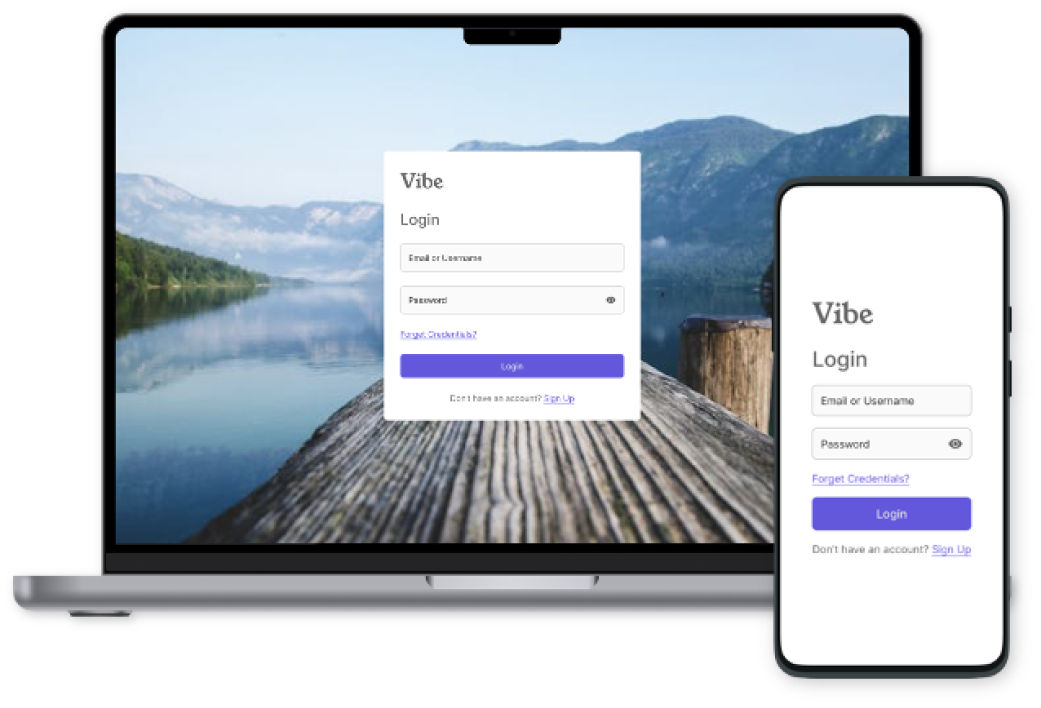 Vibe
Login
Email or Username
Password
Forget Credentials?
Login
Don't have an account? Sign Up
Vibe
Login
Email or Username
Password
Forget Credentials?
Login
Don't have an account? Sign Up